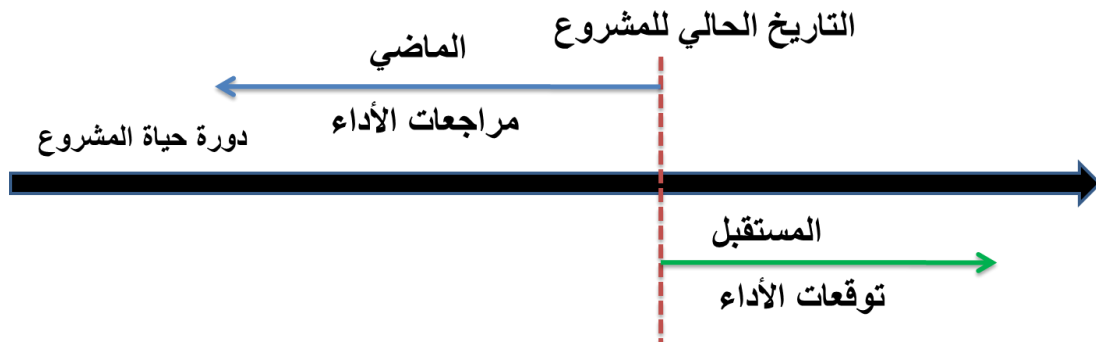 التاريخ الحالي للمشروع
الماضي
مراجعات الأداء
دورة حياة المشروع
المستقبل
توقعات الأداء